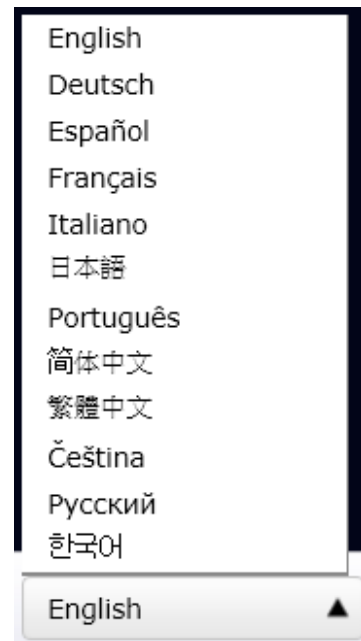 English
Deutsch
Español
Français
Italiano
日本語
Português
简体中文
繁體中文
Čeština
Русский
한국어
English